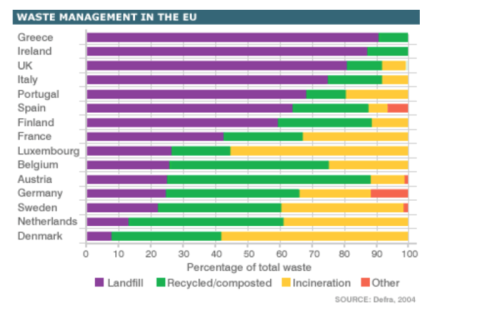 WASTE MANAGEMENT IN THE EU
Greece
Ireland
UK
Italy
Portugal
Spain
Finland
France
Luxembourg
Belgium
Austria
Germany
Sweden
Netherlands
Denmark
0 10 20 30 40 50 60 70 80 90 100
Percentage of total waste
Landfill Recycled/composted Incineration Other
SOURCE: Defra, 2004